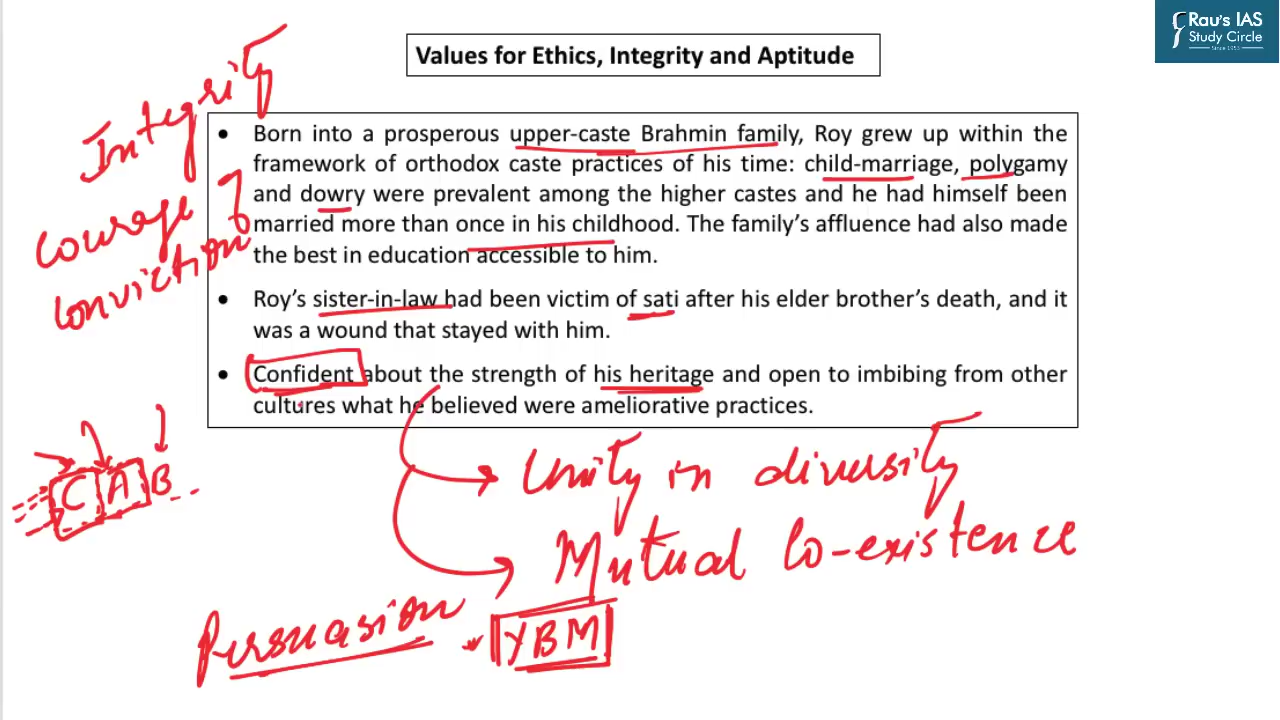 Rau's IAS
Study Circle
Since 1953
Values for Ethics, Integrity and Aptitude
Integrity
Courage of
Conviction
• Born into a prosperous upper-caste Brahmin family, Roy grew up within the
framework of orthodox caste practices of his time: child-marriage, polygamy
and dowry were prevalent among the higher castes and he had himself been
married more than once in his childhood. The family's affluence had also made
the best in education accessible to him.
• Roy's sister-in-law had been victim of sati after his elder brother's death, and it
was a wound that stayed with him.
• Confident about the strength of his heritage and open to imbibing from other
cultures what he believed were ameliorative practices.
C A B
Unity in diversity
Mutual Co-existence
Persuasion
YBM